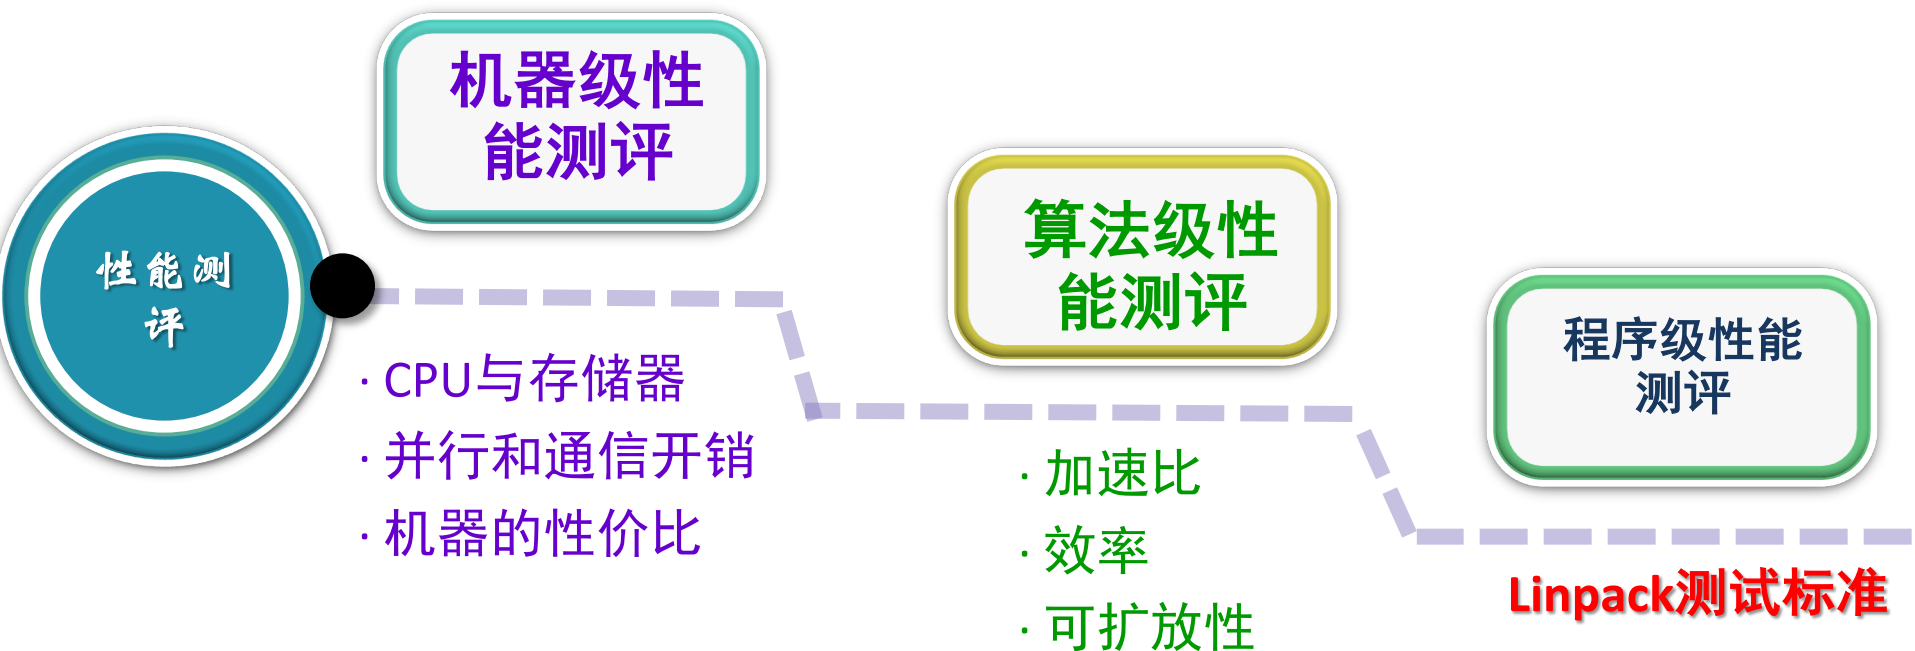 性能测
评
机器级性
能测评
· CPU与存储器
· 并行和通信开销
· 机器的性价比
算法级性
能测评
· 加速比
· 效率
· 可扩放性
程序级性能
测评
Linpack测试标准